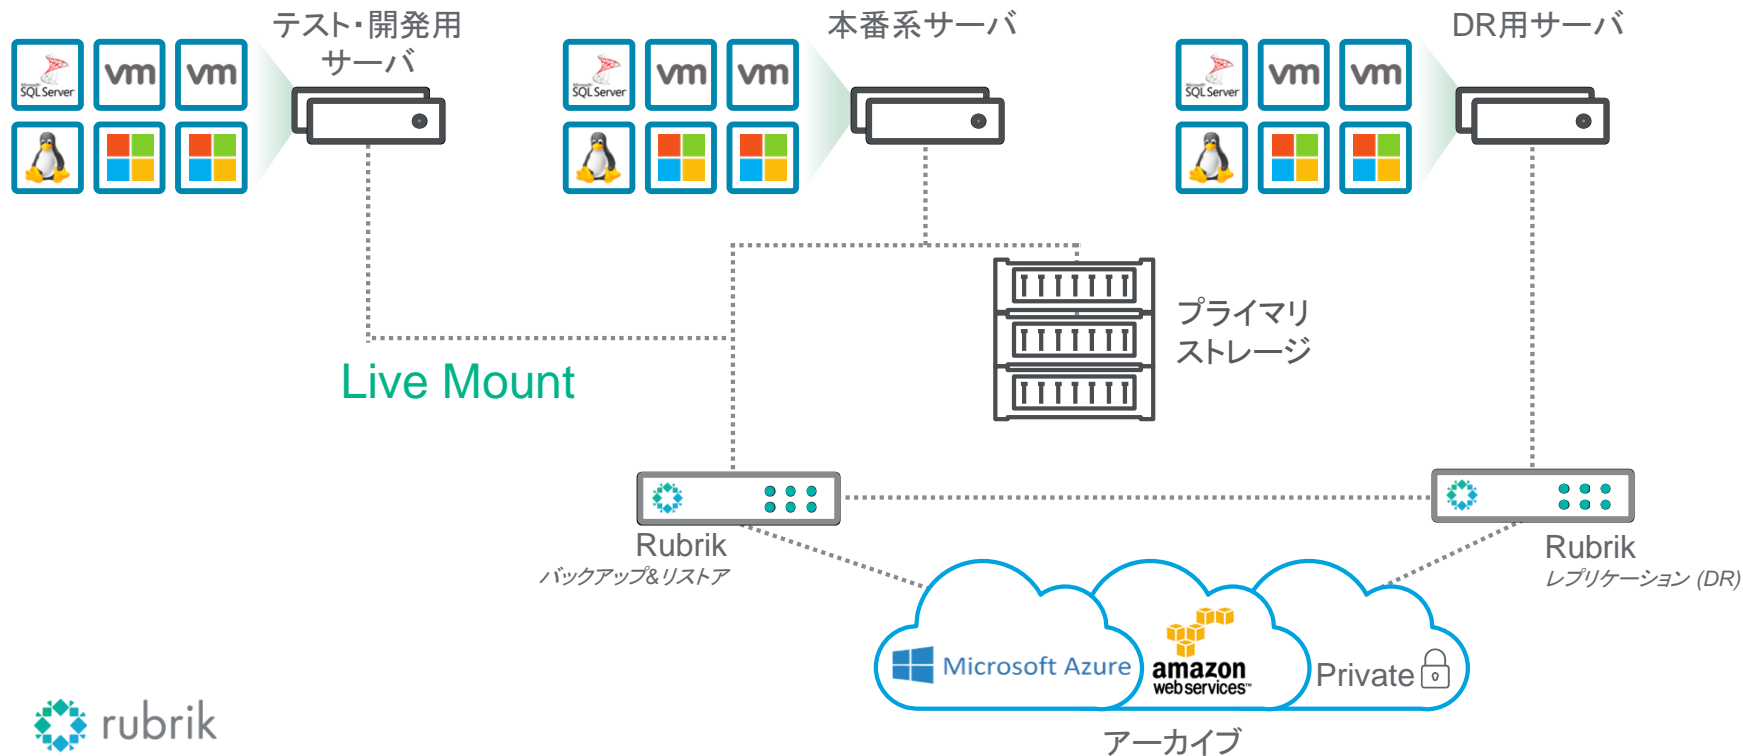 テスト・開発用
サーバ
本番系サーバ
DR用サーバ
Microsoft
SQL Server
vm
vm
Microsoft
SQL Server
vm
vm
Microsoft
SQL Server
vm
vm
プライマリ
ストレージ
Live Mount
Rubrik
バックアップ&リストア
Rubrik
レプリケーション (DR)
Microsoft Azure
amazon
web services™
Private
アーカイブ
rubrik